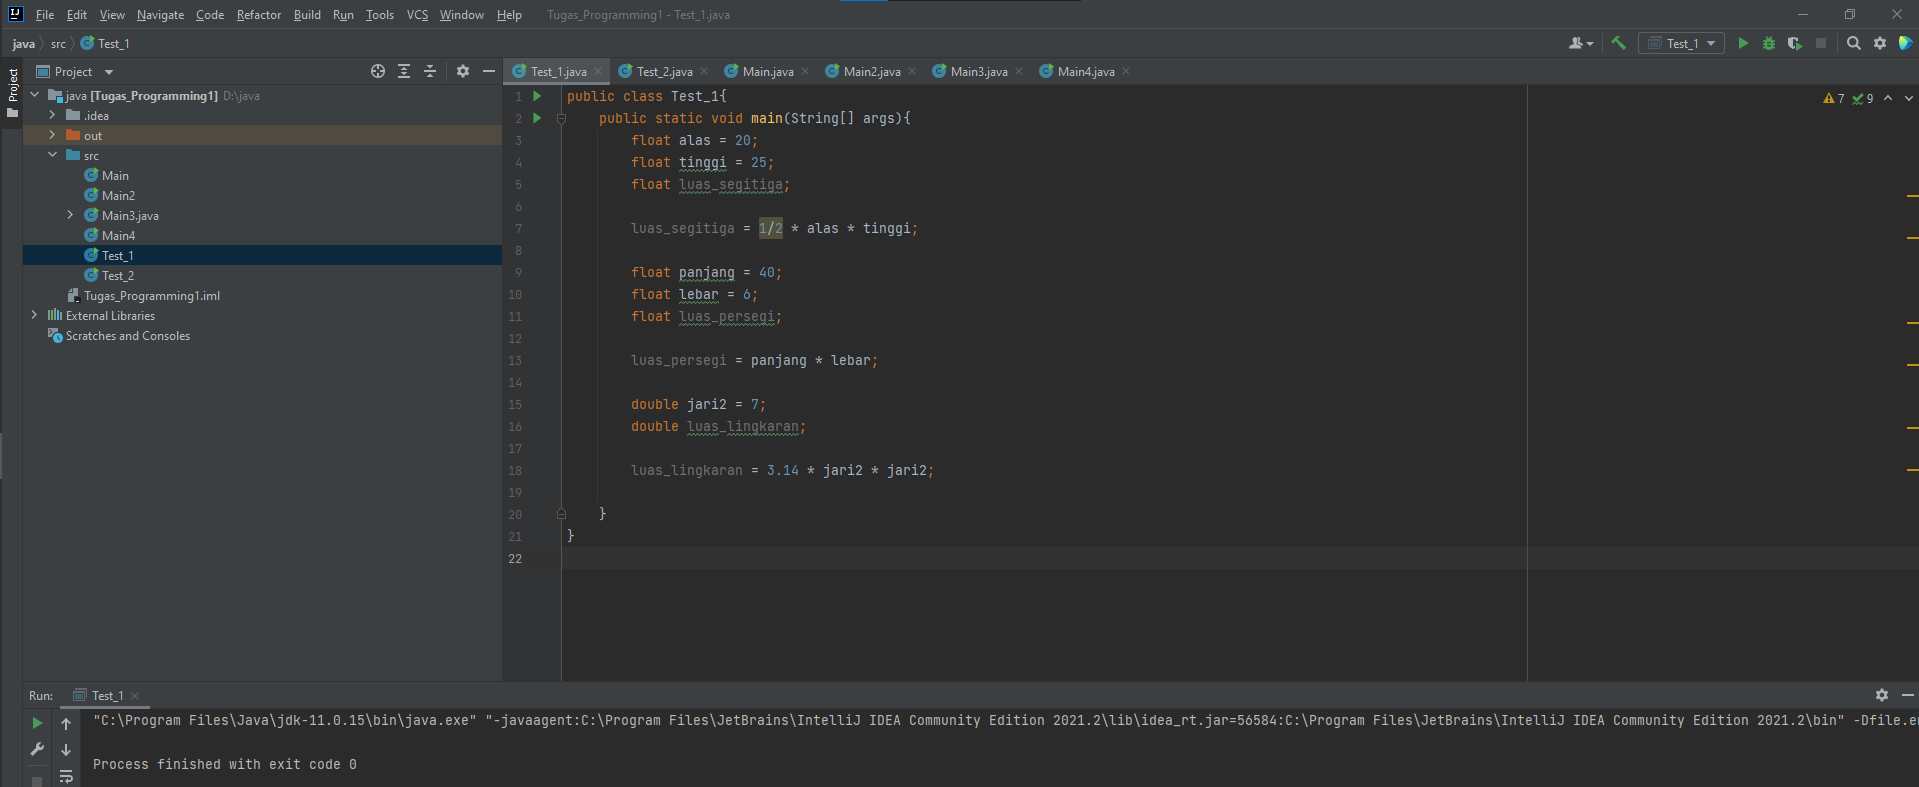 File Edit View Navigate Code Refactor Build Run Tools VCS Window Help Tugas_Programming1 - Test_1.java
java src Test_1
Test_1
Project
Project
java [Tugas_Programming1] D:\java
.idea
out
src
Main
Main2
Main3.java
Main4
Test_1
Test_2
Tugas_Programming1.iml
External Libraries
Scratches and Consoles
Test_1.java Test_2.java Main.java Main2.java Main3.java Main4.java
7 9
1 public class Test_1{
2 public static void main(String[] args){
3 float alas = 20;
4 float tinggi = 25;
5 float luas_segitiga;
6
7 luas_segitiga = 1/2 * alas * tinggi;
8
9 float panjang = 40;
10 float lebar = 6;
11 float luas_persegi;
12
13 luas_persegi = panjang * lebar;
14
15 double jari2 = 7;
16 double luas_lingkaran;
17
18 luas_lingkaran = 3.14 * jari2 * jari2;
19
20 }
21 }
22
Run: Test_1
"C:\Program Files\Java\jdk-11.0.15\bin\java.exe" "-javaagent:C:\Program Files\JetBrains\IntelliJ IDEA Community Edition 2021.2\lib\idea_rt.jar=56584:C:\Program Files\JetBrains\IntelliJ IDEA Community Edition 2021.2\bin" -Dfile.e
Process finished with exit code 0